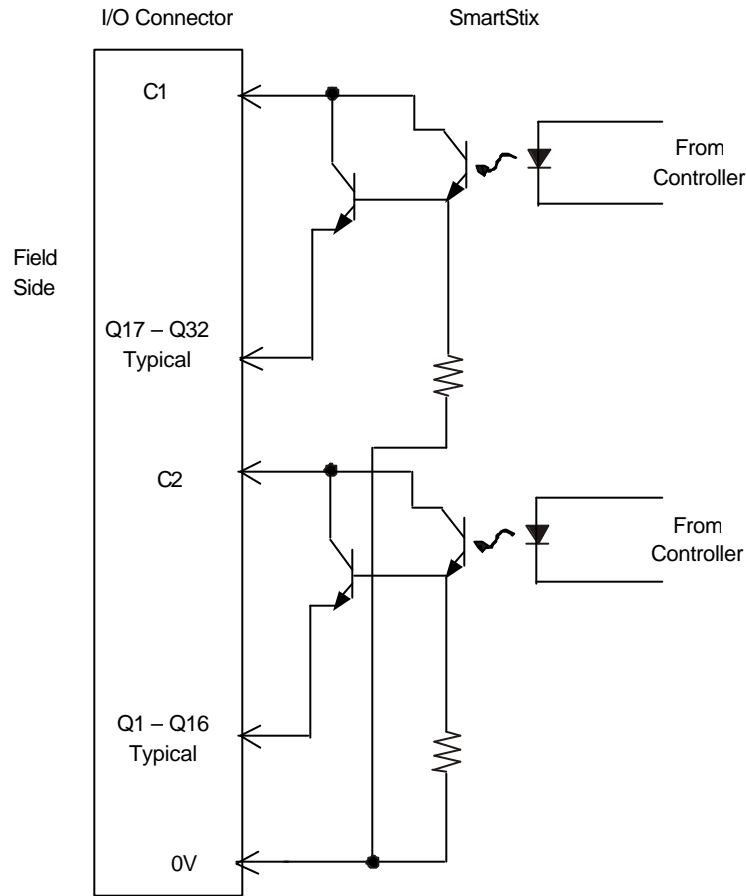 I/O Connector
SmartStix
C1
From
Controller
Field
Side
Q17 – Q32
Typical
C2
From
Controller
Q1 – Q16
Typical
0V